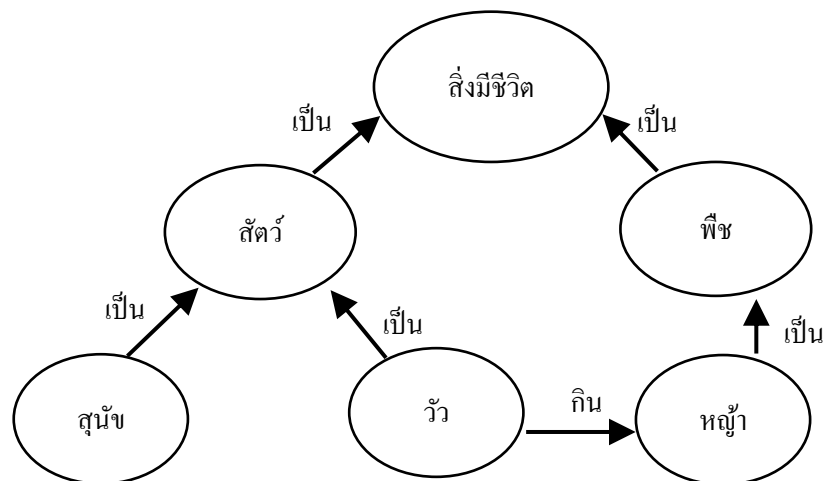 สิ่งมีชีวิต
เป็น
เป็น
สัตว์
พืช
เป็น
เป็น
เป็น
สุนัข
วัว
กิน
หญ้า